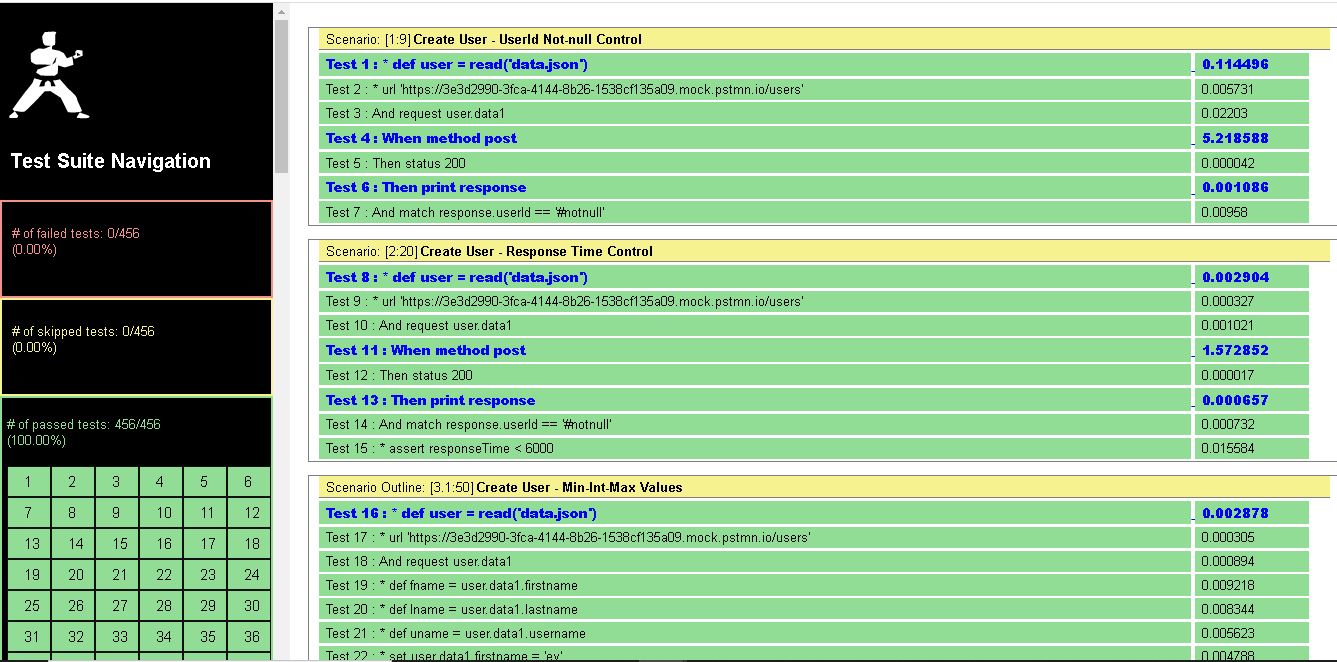 Test Suite Navigation
# of failed tests: 0/456
(0.00%)
# of skipped tests: 0/456
(0.00%)
# of passed tests: 456/456
(100.00%)
1 2 3 4 5 6
7 8 9 10 11 12
13 14 15 16 17 18
19 20 21 22 23 24
25 26 27 28 29 30
31 32 33 34 35 36
Scenario: [1:9] Create User - UserId Not-null Control
Test 1 : * def user = read('data.json') 0.114496
Test 2 : * url 'https://3e3d2990-3fca-4144-8b26-1538cf135a09.mock.pstmn.io/users' 0.005731
Test 3 : And request user.data1 0.02203
Test 4 : When method post 5.218588
Test 5 : Then status 200 0.000042
Test 6 : Then print response 0.001086
Test 7 : And match response.userId == '#notnull' 0.00958
Scenario: [2:20] Create User - Response Time Control
Test 8 : * def user = read('data.json') 0.002904
Test 9 : * url 'https://3e3d2990-3fca-4144-8b26-1538cf135a09.mock.pstmn.io/users' 0.000327
Test 10 : And request user.data1 0.001021
Test 11 : When method post 1.572852
Test 12 : Then status 200 0.000017
Test 13 : Then print response 0.000657
Test 14 : And match response.userId == '#notnull' 0.000732
Test 15 : * assert responseTime < 6000 0.015584
Scenario Outline: [3.1:50] Create User - Min-Int-Max Values
Test 16 : * def user = read('data.json') 0.002878
Test 17 : * url 'https://3e3d2990-3fca-4144-8b26-1538cf135a09.mock.pstmn.io/users' 0.000305
Test 18 : And request user.data1 0.000894
Test 19 : * def fname = user.data1.firstname 0.009218
Test 20 : * def lname = user.data1.lastname 0.008344
Test 21 : * def uname = user.data1.username 0.005623
Test 22 : * set user.data1.firstname = 'ey' 0.004788